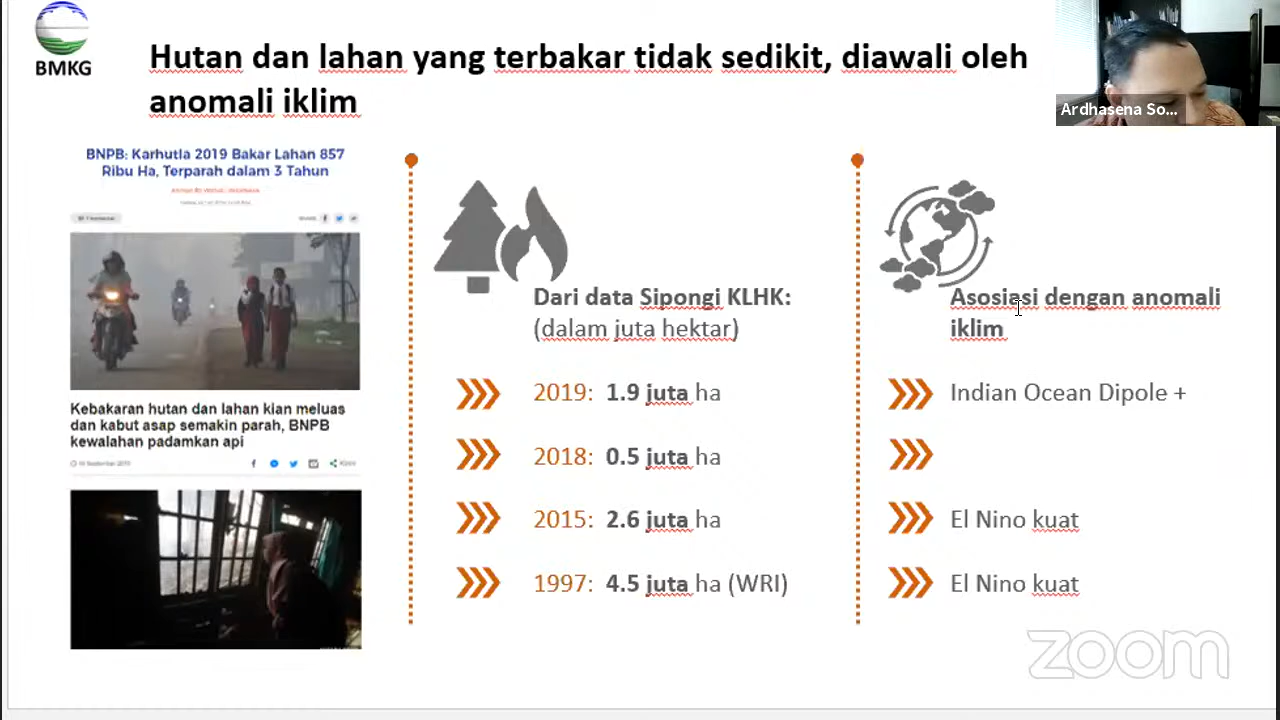 BMKG
Hutan dan lahan yang terbakar tidak sedikit, diawali oleh
anomali iklim
Ardhasena So...
BNPB: Karhutla 2019 Bakar Lahan 857
Ribu Ha, Terparah dalam 3 Tahun
Kebakaran hutan dan lahan kian meluas
dan kabut asap semakin parah, BNPB
kewalahan padamkan api
Dari data Sipongi KLHK:
(dalam juta hektar)
2019: 1.9 juta ha
2018: 0.5 juta ha
2015: 2.6 juta ha
1997: 4.5 juta ha (WRI)
Asosiasi dengan anomali
iklim
Indian Ocean Dipole +
El Nino kuat
El Nino kuat
zoom